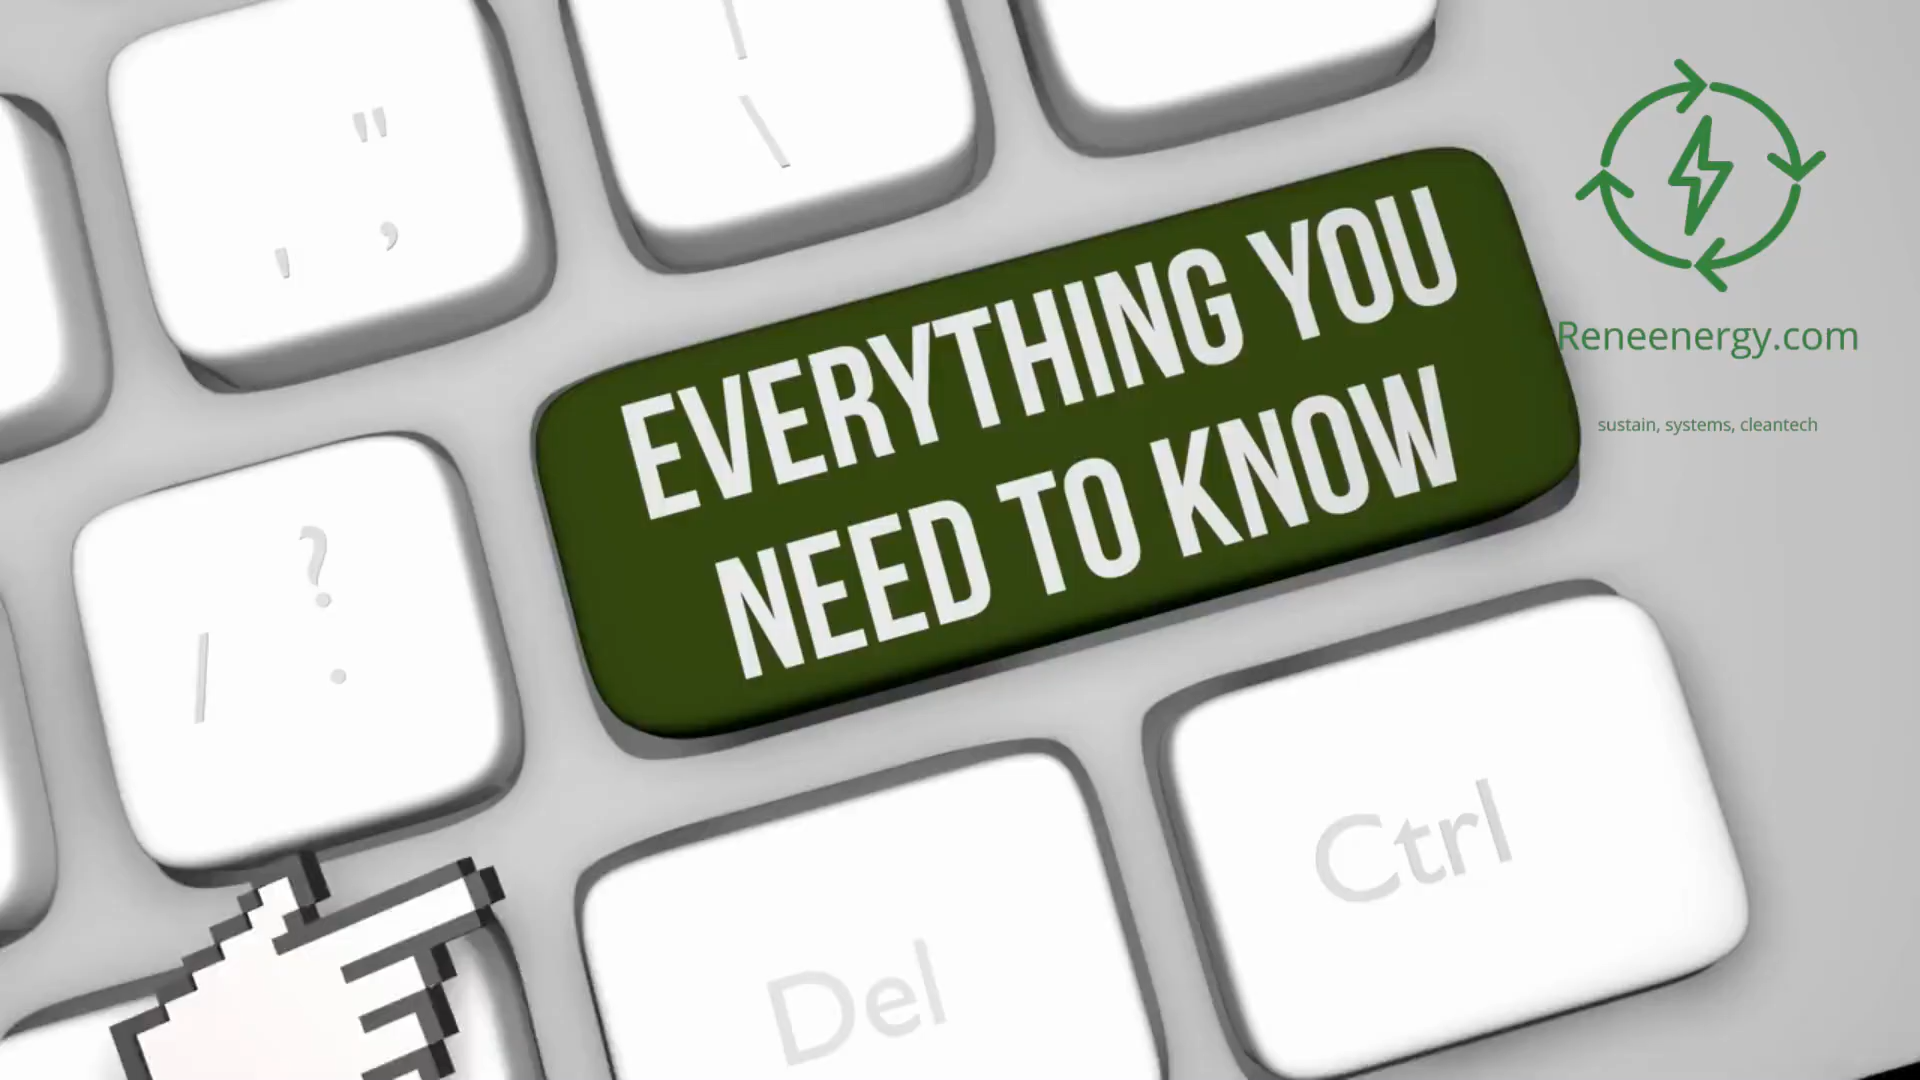 "
' ,
|
\
EVERYTHING YOU
NEED TO KNOW
Reneenergy.com
sustain, systems, cleantech
?
/ .
Ctrl
Del